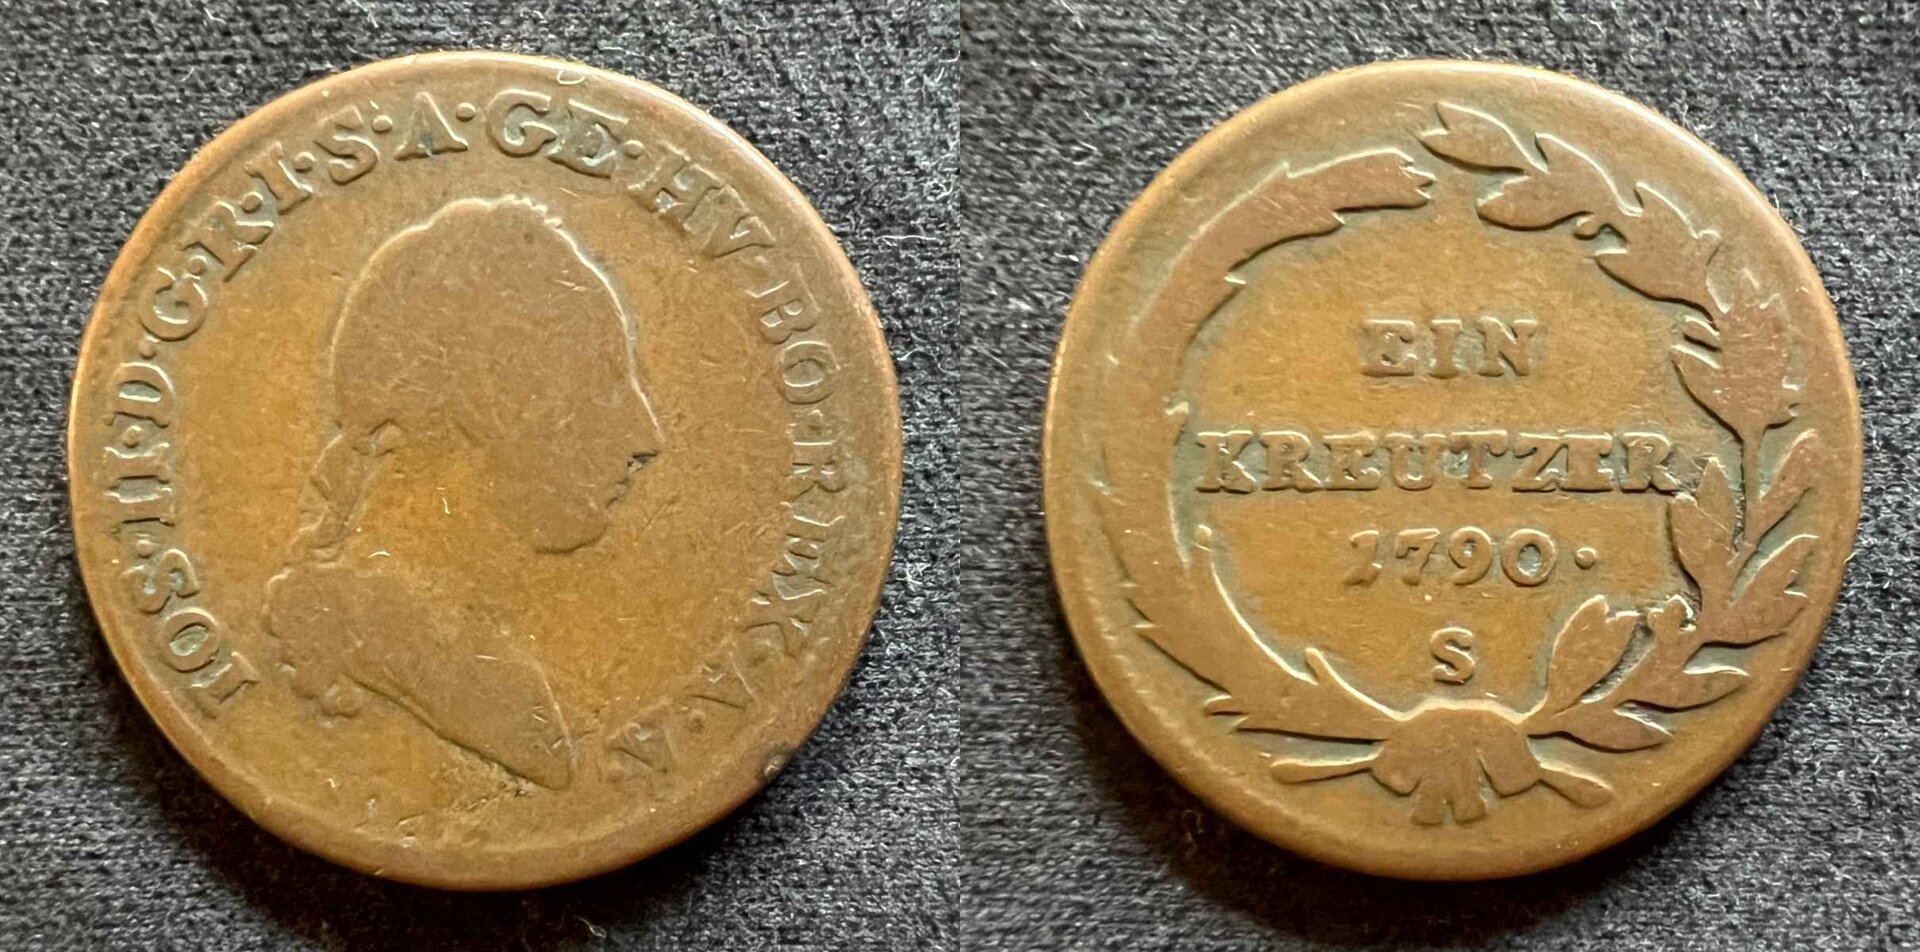 IOS·II·D·G·R·I·S·A·GE·HV·BO·REX·A·A·
EIN
KREUTZER
1790·
S